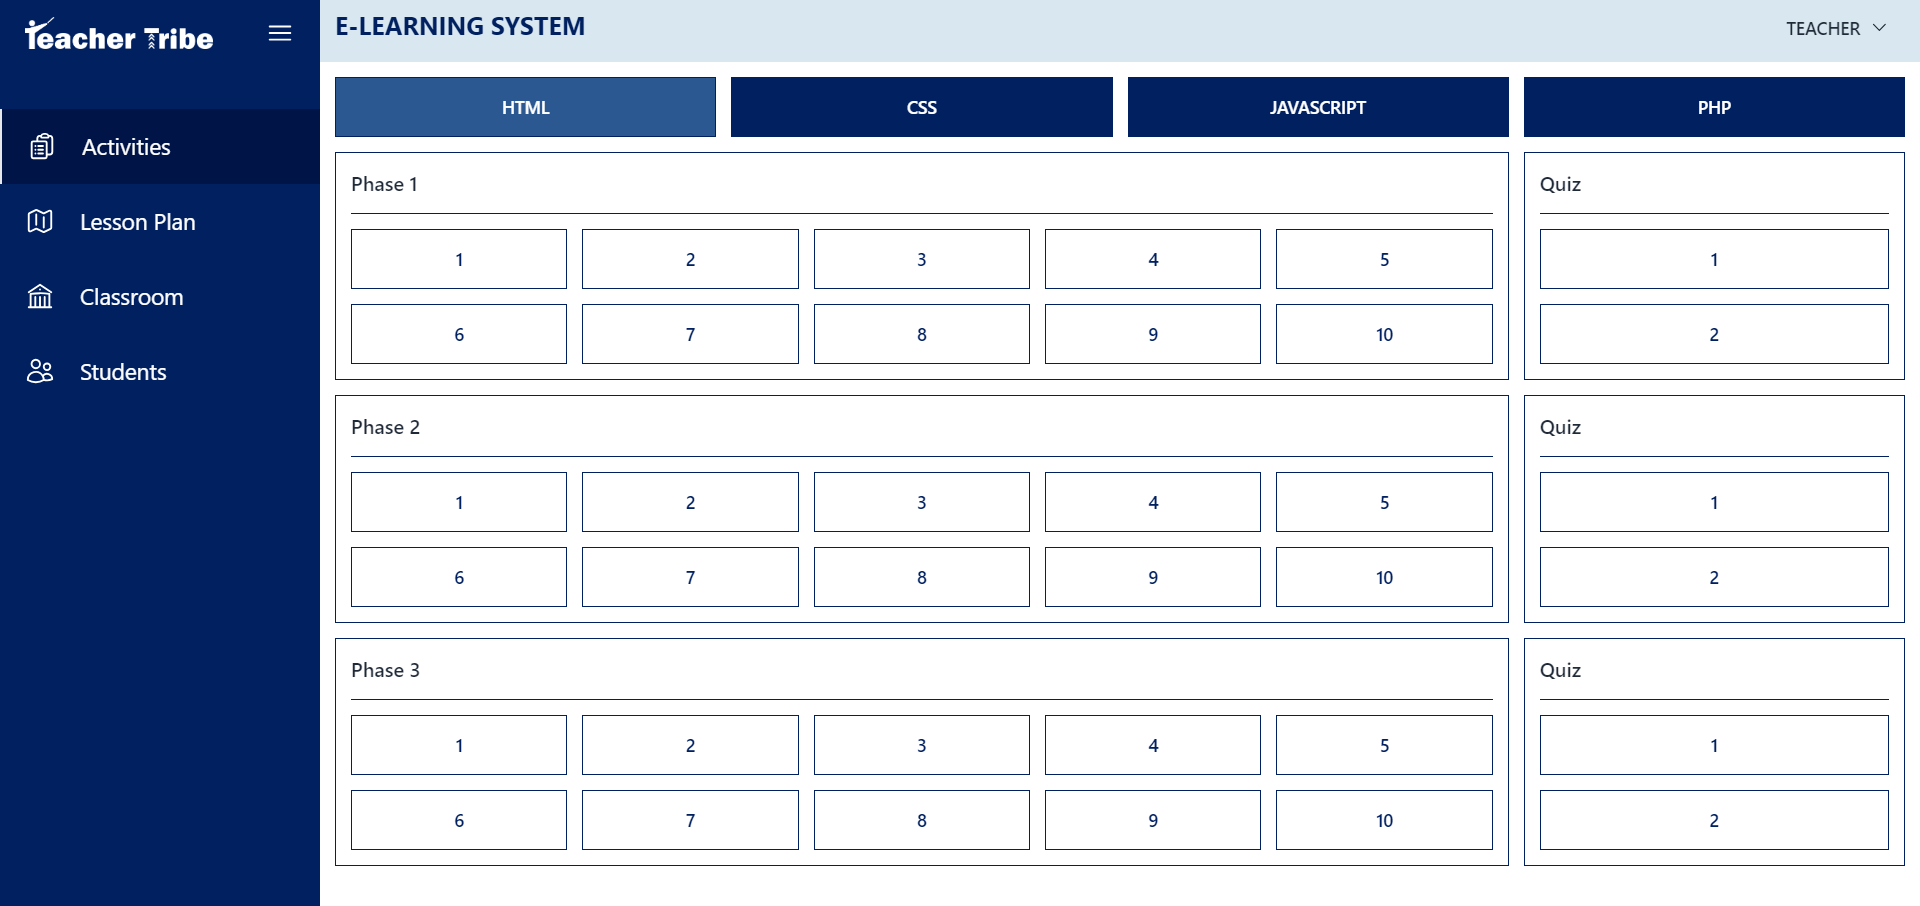 Teacher Tribe
E-LEARNING SYSTEM
TEACHER
Activities
Lesson Plan
Classroom
Students
HTML
CSS
JAVASCRIPT
PHP
Phase 1
1 2 3 4 5
6 7 8 9 10
Quiz
1
2
Phase 2
1 2 3 4 5
6 7 8 9 10
Quiz
1
2
Phase 3
1 2 3 4 5
6 7 8 9 10
Quiz
1
2